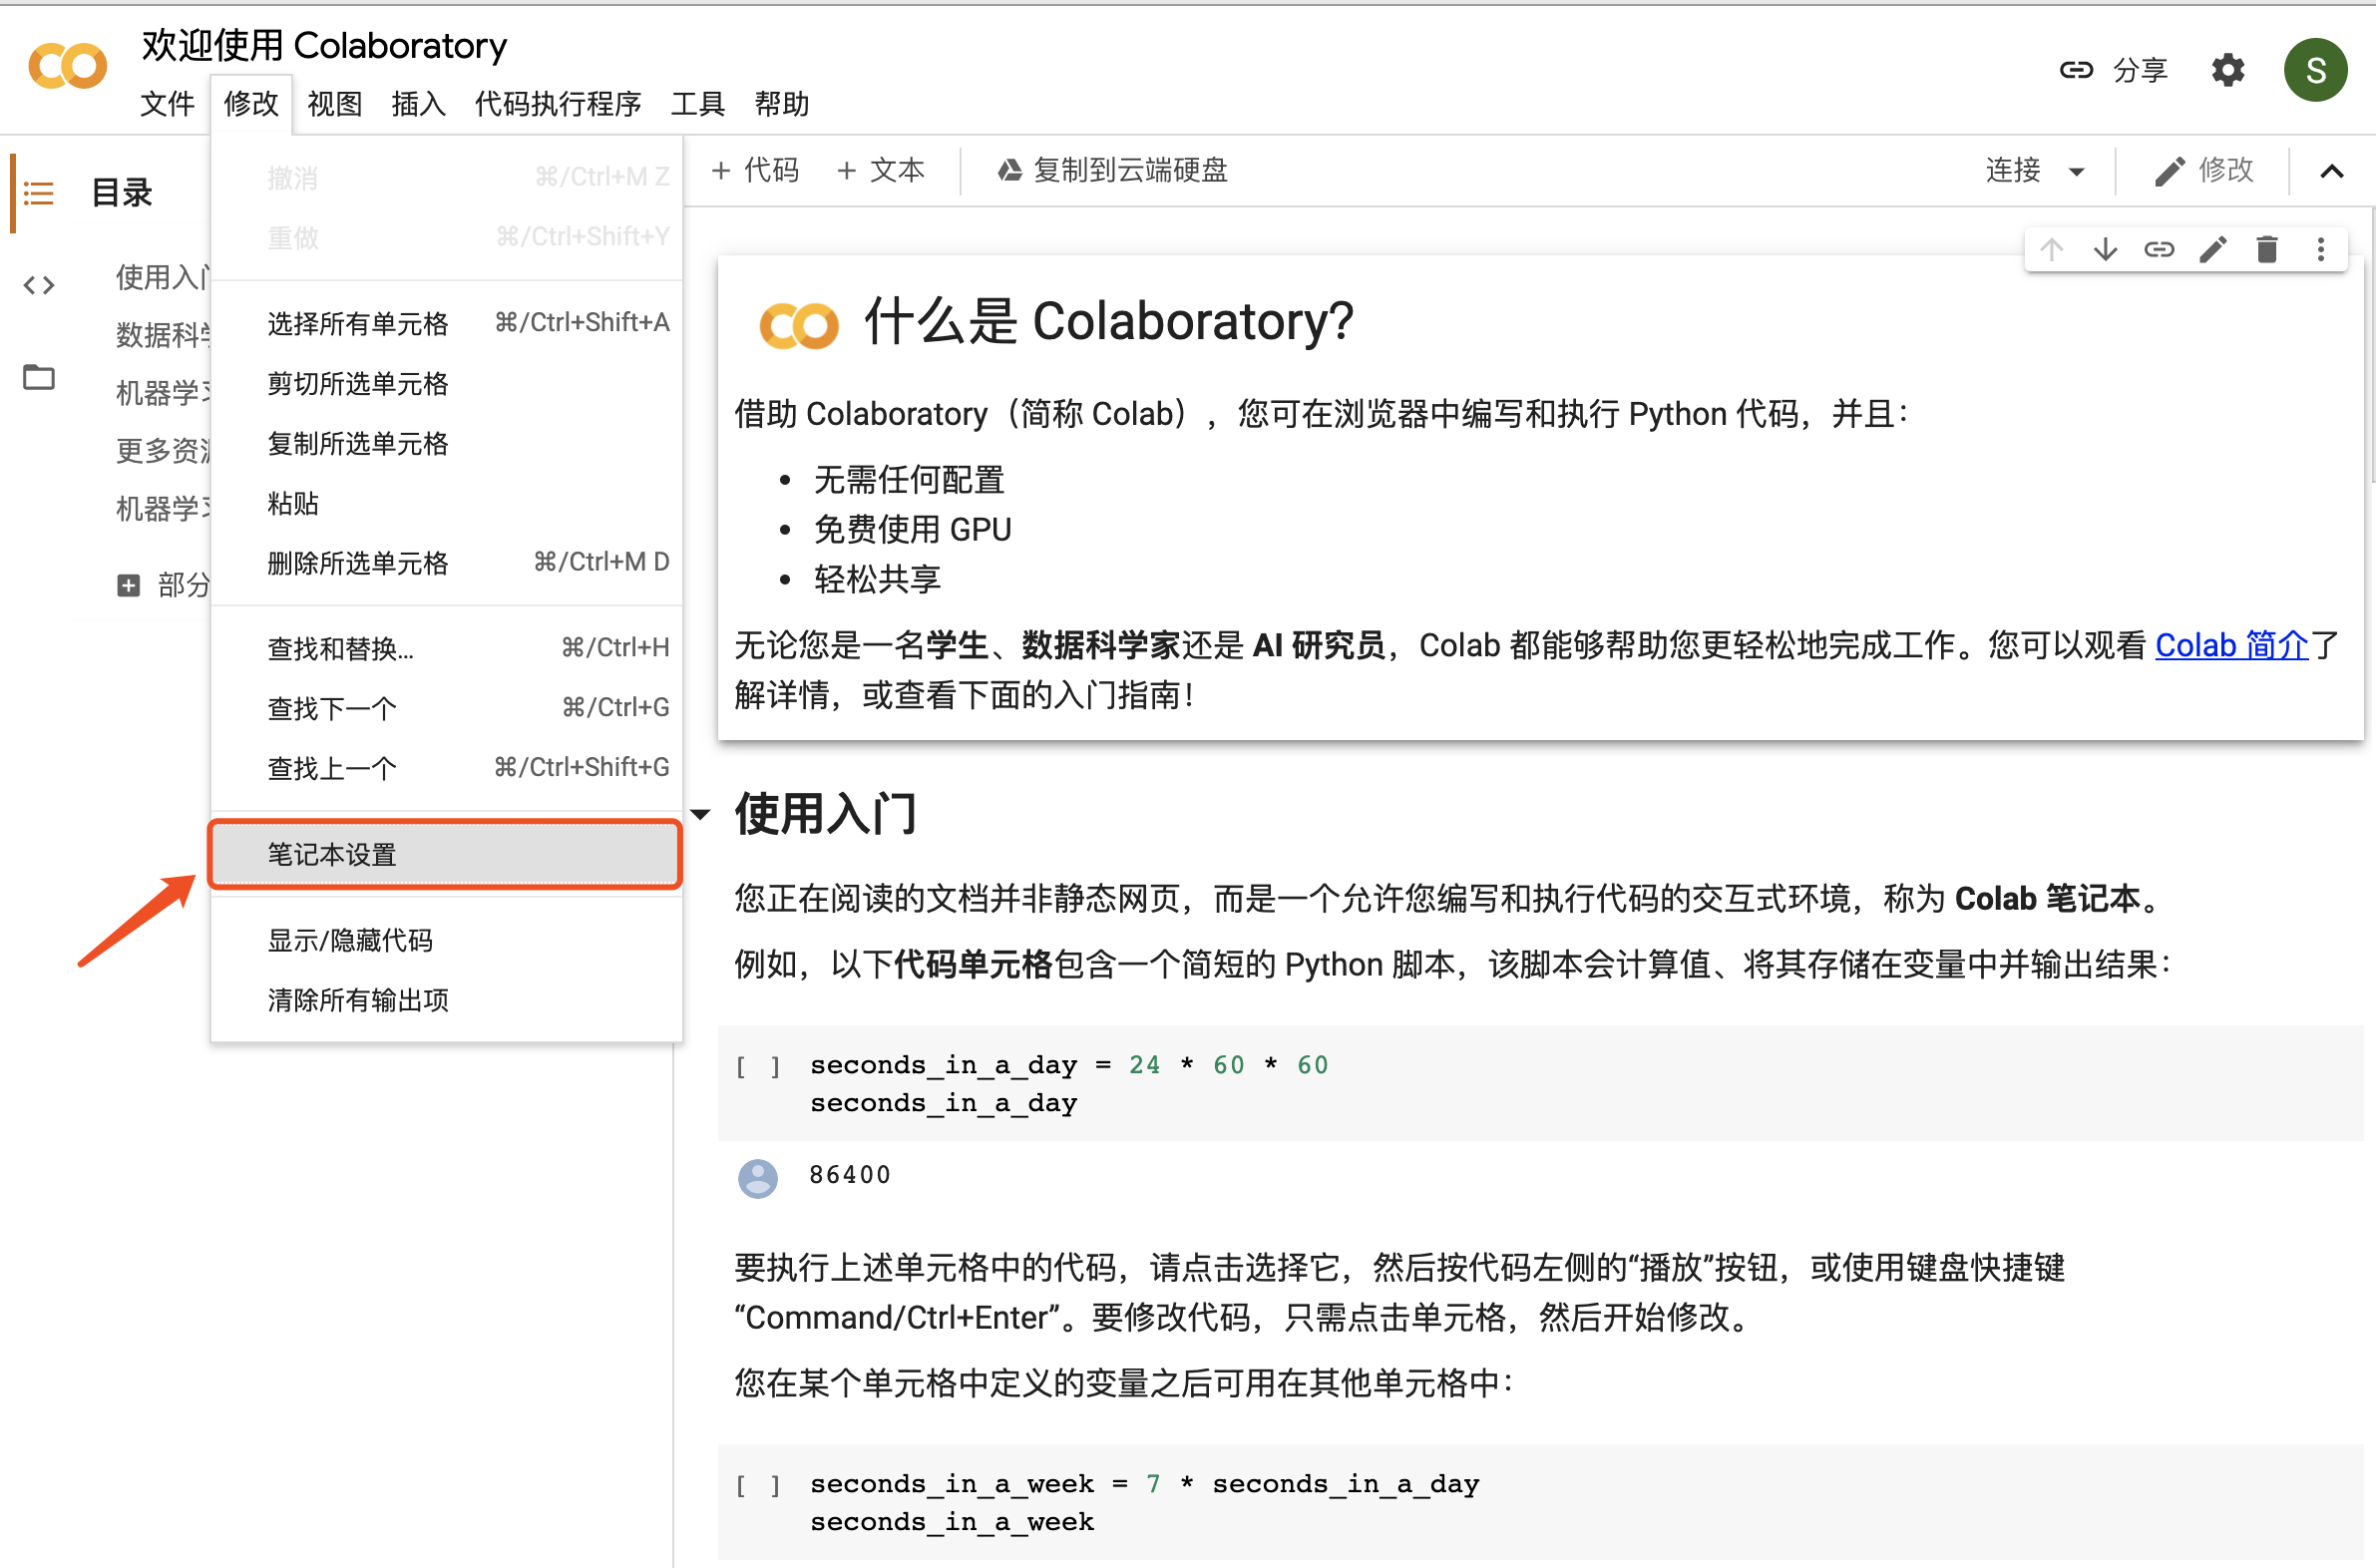 欢迎使用 Colaboratory
文件 修改 视图 插入 代码执行程序 工具 帮助
分享
S
目录
使用入门
数据科学
机器学习
更多资源
机器学习
部分
撤消 ⌘/Ctrl+M Z
重做 ⌘/Ctrl+Shift+Y
选择所有单元格 ⌘/Ctrl+Shift+A
剪切所选单元格
复制所选单元格
粘贴
删除所选单元格 ⌘/Ctrl+M D
查找和替换... ⌘/Ctrl+H
查找下一个 ⌘/Ctrl+G
查找上一个 ⌘/Ctrl+Shift+G
笔记本设置
显示/隐藏代码
清除所有输出项
+ 代码 + 文本 复制到云端硬盘 连接 修改
什么是 Colaboratory?
借助 Colaboratory（简称 Colab），您可在浏览器中编写和执行 Python 代码，并且：
• 无需任何配置
• 免费使用 GPU
• 轻松共享
无论您是一名学生、数据科学家还是 AI 研究员，Colab 都能够帮助您更轻松地完成工作。您可以观看 Colab 简介了
解详情，或查看下面的入门指南！
使用入门
您正在阅读的文档并非静态网页，而是一个允许您编写和执行代码的交互式环境，称为 Colab 笔记本。
例如，以下代码单元格包含一个简短的 Python 脚本，该脚本会计算值、将其存储在变量中并输出结果：
[ ] seconds_in_a_day = 24 * 60 * 60
seconds_in_a_day
86400
要执行上述单元格中的代码，请点击选择它，然后按代码左侧的“播放”按钮，或使用键盘快捷键
“Command/Ctrl+Enter”。要修改代码，只需点击单元格，然后开始修改。
您在某个单元格中定义的变量之后可用在其他单元格中：
[ ] seconds_in_a_week = 7 * seconds_in_a_day
seconds_in_a_week